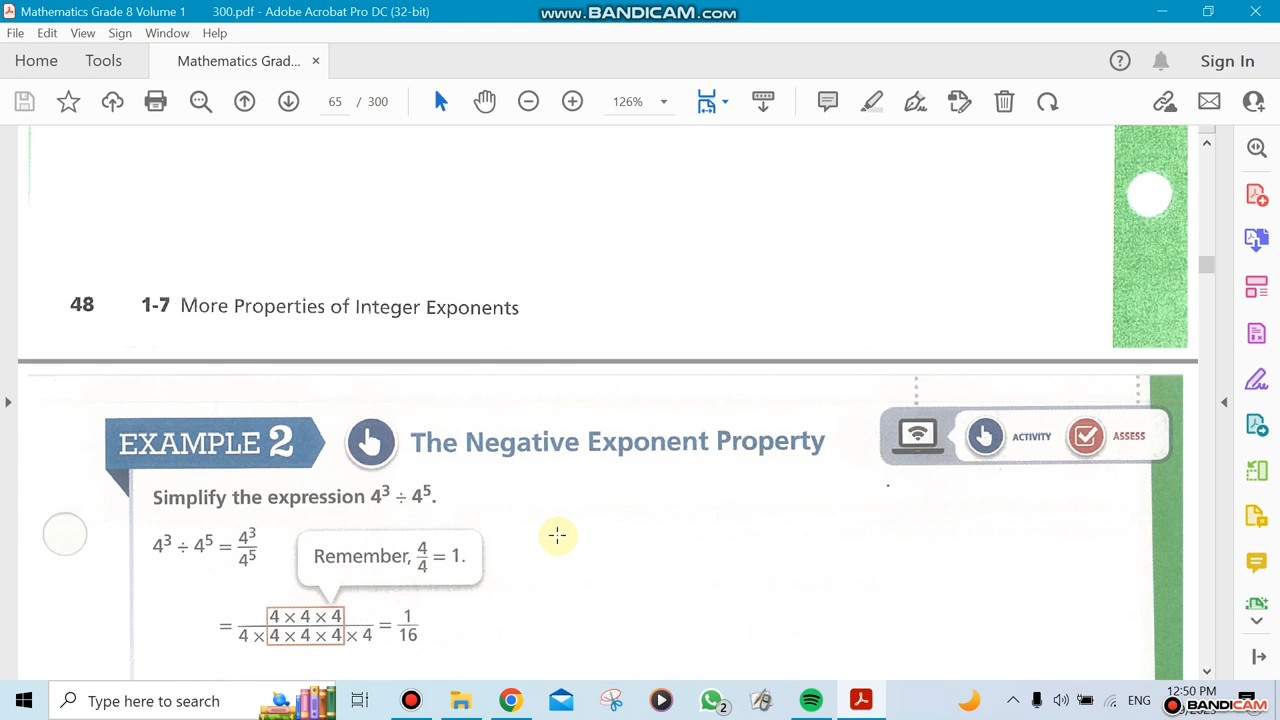 Mathematics Grade 8 Volume 1 300.pdf - Adobe Acrobat Pro DC (32-bit)
www.BANDICAM.com
File Edit View Sign Window Help
Home Tools Mathematics Grad... × Sign In
65 / 300 126%
48 1-7 More Properties of Integer Exponents
EXAMPLE 2 The Negative Exponent Property
ACTIVITY ASSESS
Simplify the expression 4³ ÷ 4⁵.
4³ ÷ 4⁵ = 4³/4⁵
Remember, 4/4 = 1.
= 4 × 4 × 4 / 4 × 4 × 4 × 4 × 4 = 1/16
Type here to search
2
ENG
12:50 PM
BANDICAM